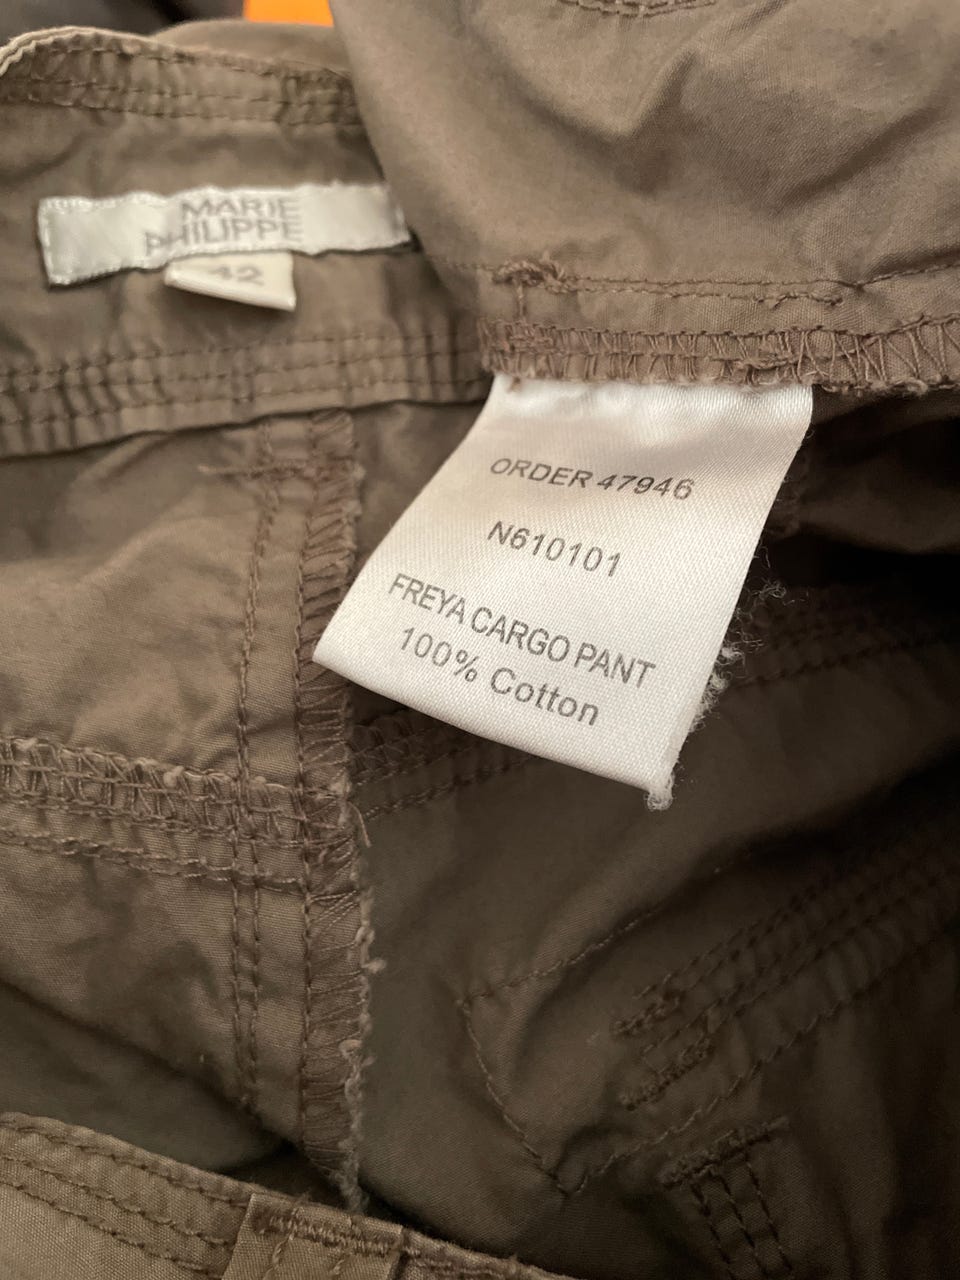 MARIE
PHILIPPE
42
ORDER 47946
N610101
FREYA CARGO PANT
100% Cotton